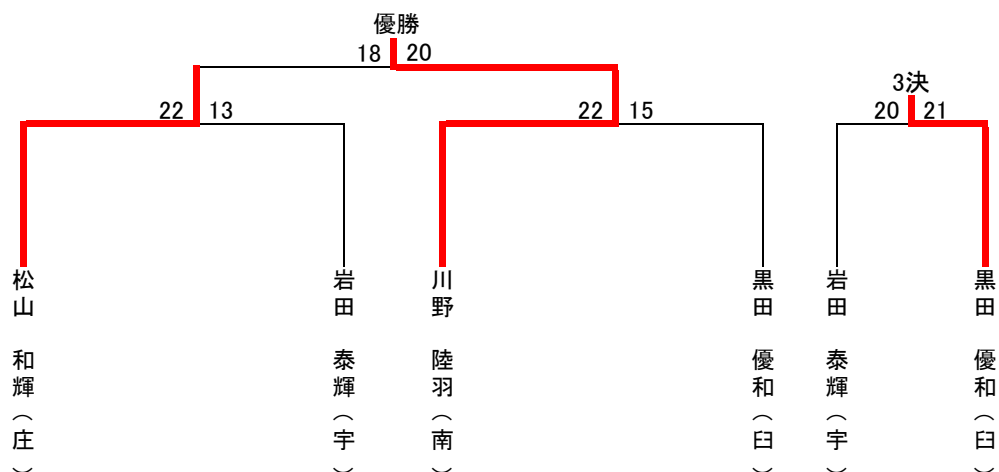 優勝
18 20
3決
22 13
22 15
20 21
松山 和輝(庄)
岩田 泰輝(宇)
川野 陸羽(南)
黒田 優和(臼)
岩田 泰輝(宇)
黒田 優和(臼)